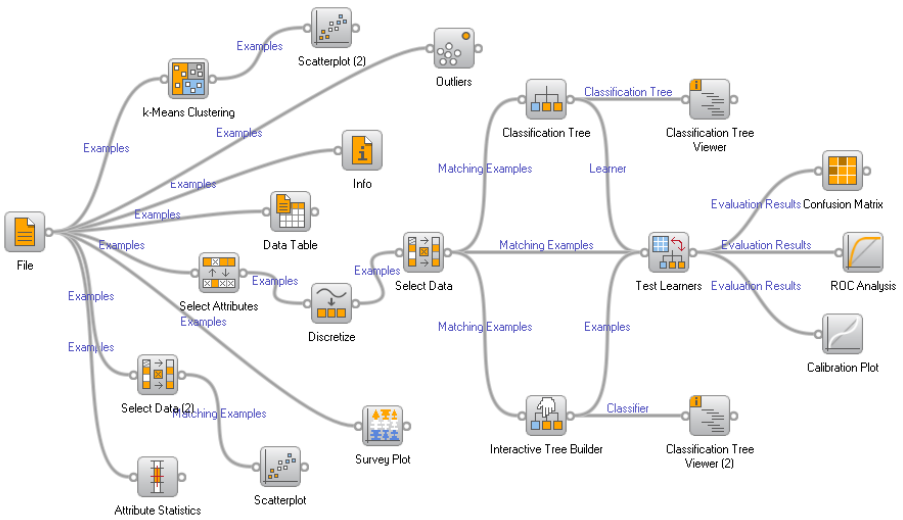 Examples
Scatterplot (2)
Outliers
k-Means Clustering
Classification Tree
Examples
Classification Tree
Classification Tree
Viewer
Examples
Examples
Info
Matching Examples
Learner
Examples
Data Table
Evaluation Results
Confusion Matrix
File
Examples
Select Attributes
Examples
Discretize
Examples
Select Data
Matching Examples
Test Learners
Evaluation Results
ROC Analysis
Evaluation Results
Examples
Examples
Matching Examples
Examples
Calibration Plot
Examples
Select Data (2)
Matching Examples
Survey Plot
Interactive Tree Builder
Classifier
Classification Tree
Viewer (2)
Attribute Statistics
Scatterplot